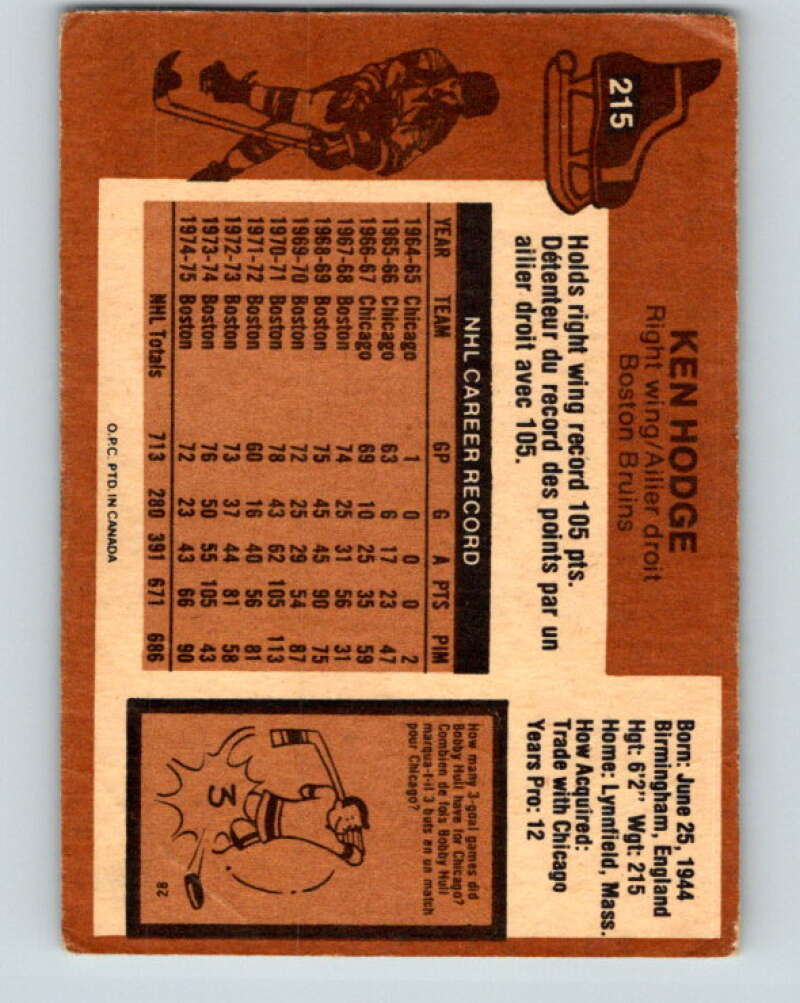 215
KEN HODGE
Right wing/Ailier droit
Boston Bruins
Holds right wing record 105 pts.
Détenteur du record des points par un
ailier droit avec 105.
Born: June 25, 1944
Birmingham, England
Hgt: 6'2" Wgt: 215
Home: Lynnfield, Mass.
How Acquired:
Trade with Chicago
Years Pro: 12
NHL CAREER RECORD
YEAR TEAM GP G A PTS PIM
1964-65 Chicago 1 0 0 0 2
1965-66 Chicago 63 6 17 23 47
1966-67 Chicago 69 10 25 35 59
1967-68 Boston 74 25 31 56 31
1968-69 Boston 75 45 45 90 75
1969-70 Boston 72 25 29 54 87
1970-71 Boston 78 43 62 105 113
1971-72 Boston 60 16 40 56 81
1972-73 Boston 73 37 44 81 58
1973-74 Boston 76 50 55 105 43
1974-75 Boston 72 23 43 66 90
NHL Totals 713 280 391 671 686
How many 3-goal games did
Bobby Hull have for Chicago?
Combien de fois Bobby Hull
marqua-t-il 3 buts en un match
pour Chicago?
3
28
O.P.C. PTD. IN CANADA